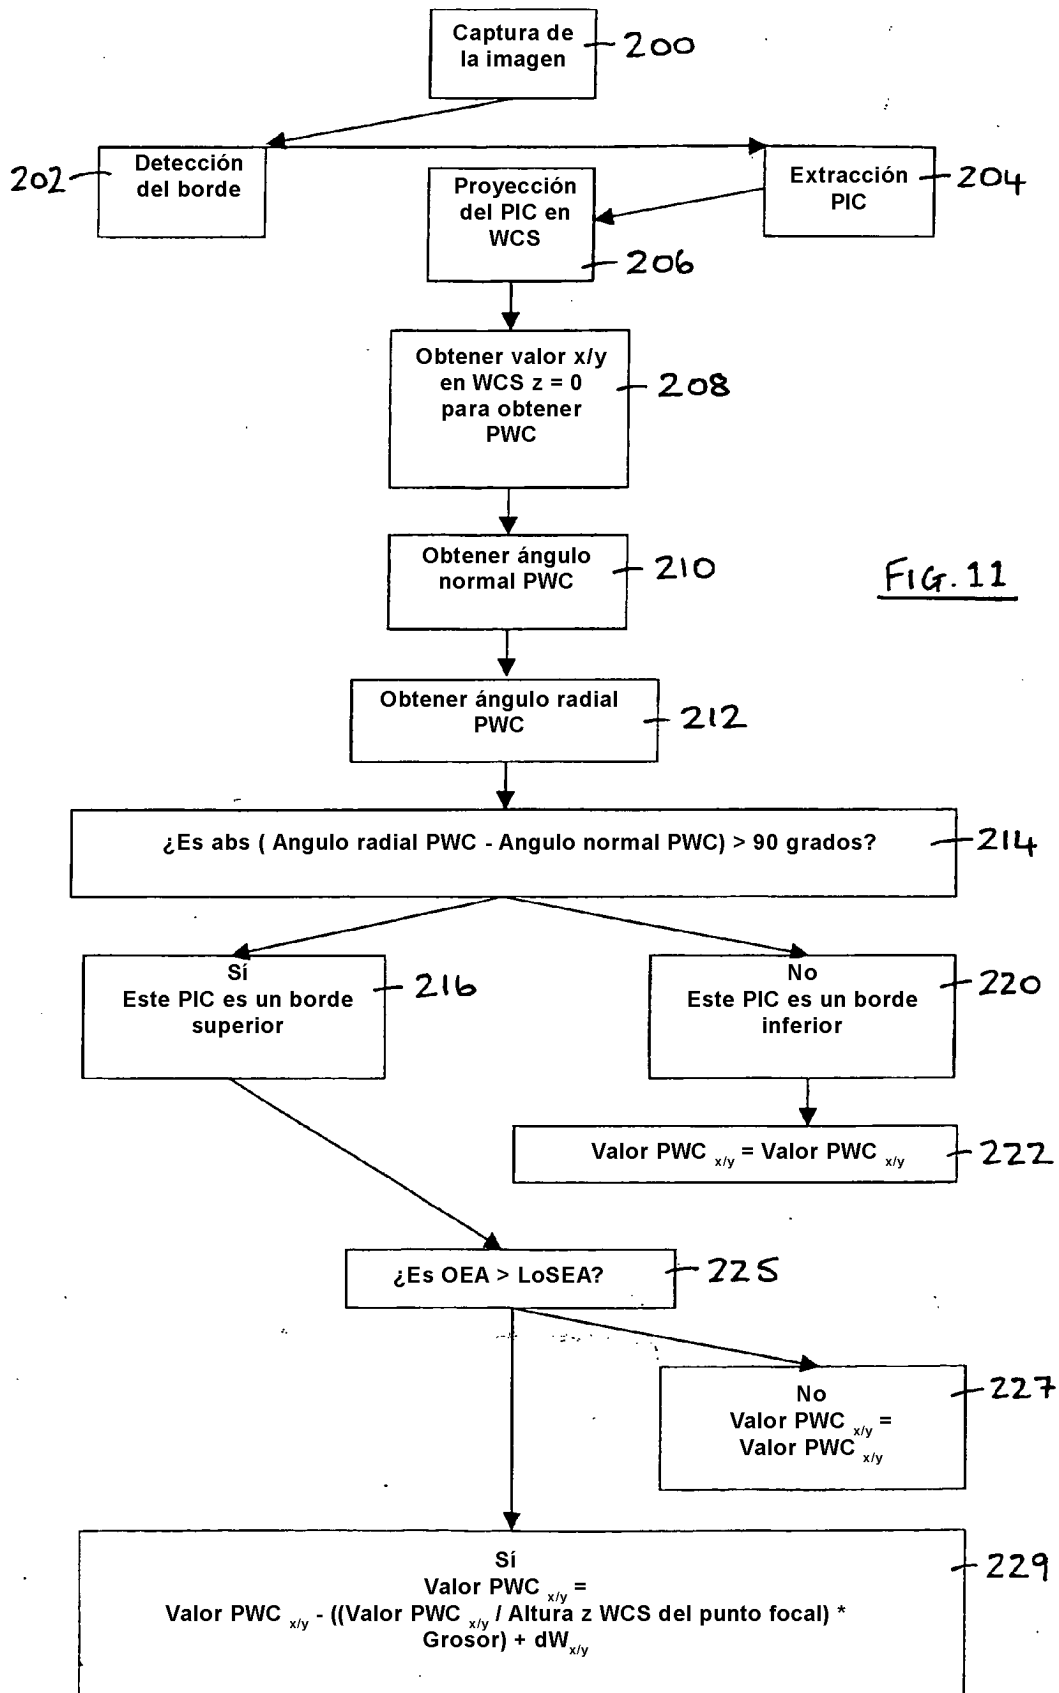 Captura de
la imagen
200
202
Detección
del borde
Proyección
del PIC en
WCS
206
Extracción
PIC
204
Obtener valor x/y
en WCS z = 0
para obtener
PWC
208
Obtener ángulo
normal PWC
210
FIG. 11
Obtener ángulo radial
PWC
212
¿Es abs ( Angulo radial PWC - Angulo normal PWC) > 90 grados?
214
Sí
Este PIC es un borde
superior
216
No
Este PIC es un borde
inferior
220
Valor PWC x/y = Valor PWC x/y
222
¿Es OEA > LoSEA?
225
No
Valor PWC x/y =
Valor PWC x/y
227
Sí
Valor PWC x/y =
Valor PWC x/y - ((Valor PWC x/y / Altura z WCS del punto focal) *
Grosor) + dW x/y
229